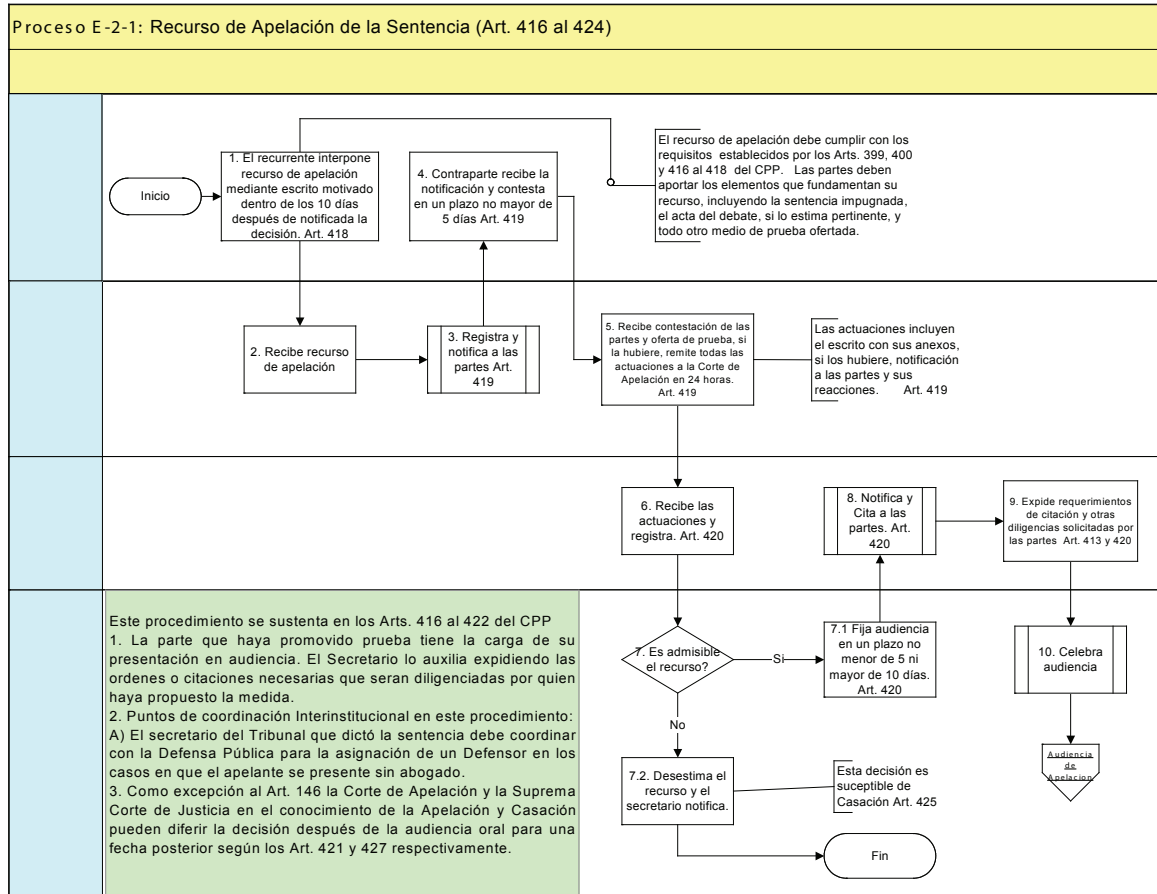 Proceso E-2-1: Recurso de Apelación de la Sentencia (Art. 416 al 424)
Inicio
1. El recurrente interpone
recurso de apelación
mediante escrito motivado
dentro de los 10 días
después de notificada la
decisión. Art. 418
4. Contraparte recibe la
notificación y contesta
en un plazo no mayor de
5 días Art. 419
El recurso de apelación debe cumplir con los
requisitos establecidos por los Arts. 399, 400
y 416 al 418 del CPP. Las partes deben
aportar los elementos que fundamentan su
recurso, incluyendo la sentencia impugnada,
el acta del debate, si lo estima pertinente, y
todo otro medio de prueba ofertada.
2. Recibe recurso
de apelación
3. Registra y
notifica a las
partes Art.
419
5. Recibe contestación de las
partes y oferta de prueba, si
la hubiere, remite todas las
actuaciones a la Corte de
Apelación en 24 horas.
Art. 419
Las actuaciones incluyen
el escrito con sus anexos,
si los hubiere, notificación
a las partes y sus
reacciones. Art. 419
6. Recibe las
actuaciones y
registra. Art. 420
8. Notifica y
Cita a las
partes. Art.
420
9. Expide requerimientos
de citación y otras
diligencias solicitadas por
las partes Art. 413 y 420
Este procedimiento se sustenta en los Arts. 416 al 422 del CPP
1. La parte que haya promovido prueba tiene la carga de su
presentación en audiencia. El Secretario lo auxilia expidiendo las
ordenes o citaciones necesarias que seran diligenciadas por quien
haya propuesto la medida.
2. Puntos de coordinación Interinstitucional en este procedimiento:
A) El secretario del Tribunal que dictó la sentencia debe coordinar
con la Defensa Pública para la asignación de un Defensor en los
casos en que el apelante se presente sin abogado.
3. Como excepción al Art. 146 la Corte de Apelación y la Suprema
Corte de Justicia en el conocimiento de la Apelación y Casación
pueden diferir la decisión después de la audiencia oral para una
fecha posterior según los Art. 421 y 427 respectivamente.
7. Es admisible
el recurso?
Si
7.1 Fija audiencia
en un plazo no
menor de 5 ni
mayor de 10 días.
Art. 420
10. Celebra
audiencia
No
Audiencia
de
Apelacion
7.2. Desestima el
recurso y el
secretario notifica.
Esta decisión es
suceptible de
Casación Art. 425
Fin